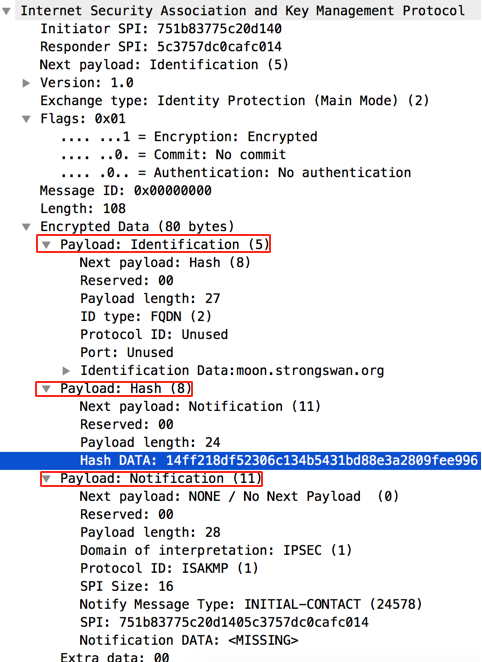 Internet Security Association and Key Management Protocol
Initiator SPI: 751b83775c20d140
Responder SPI: 5c3757dc0cafc014
Next payload: Identification (5)
Version: 1.0
Exchange type: Identity Protection (Main Mode) (2)
Flags: 0x01
.... ...1 = Encryption: Encrypted
.... ..0. = Commit: No commit
.... .0.. = Authentication: No authentication
Message ID: 0x00000000
Length: 108
Encrypted Data (80 bytes)
Payload: Identification (5)
Next payload: Hash (8)
Reserved: 00
Payload length: 27
ID type: FQDN (2)
Protocol ID: Unused
Port: Unused
Identification Data:moon.strongswan.org
Payload: Hash (8)
Next payload: Notification (11)
Reserved: 00
Payload length: 24
Hash DATA: 14ff218df52306c134b5431bd88e3a2809fee996
Payload: Notification (11)
Next payload: NONE / No Next Payload  (0)
Reserved: 00
Payload length: 28
Domain of interpretation: IPSEC (1)
Protocol ID: ISAKMP (1)
SPI Size: 16
Notify Message Type: INITIAL-CONTACT (24578)
SPI: 751b83775c20d1405c3757dc0cafc014
Notification DATA: <MISSING>
Extra data: 00